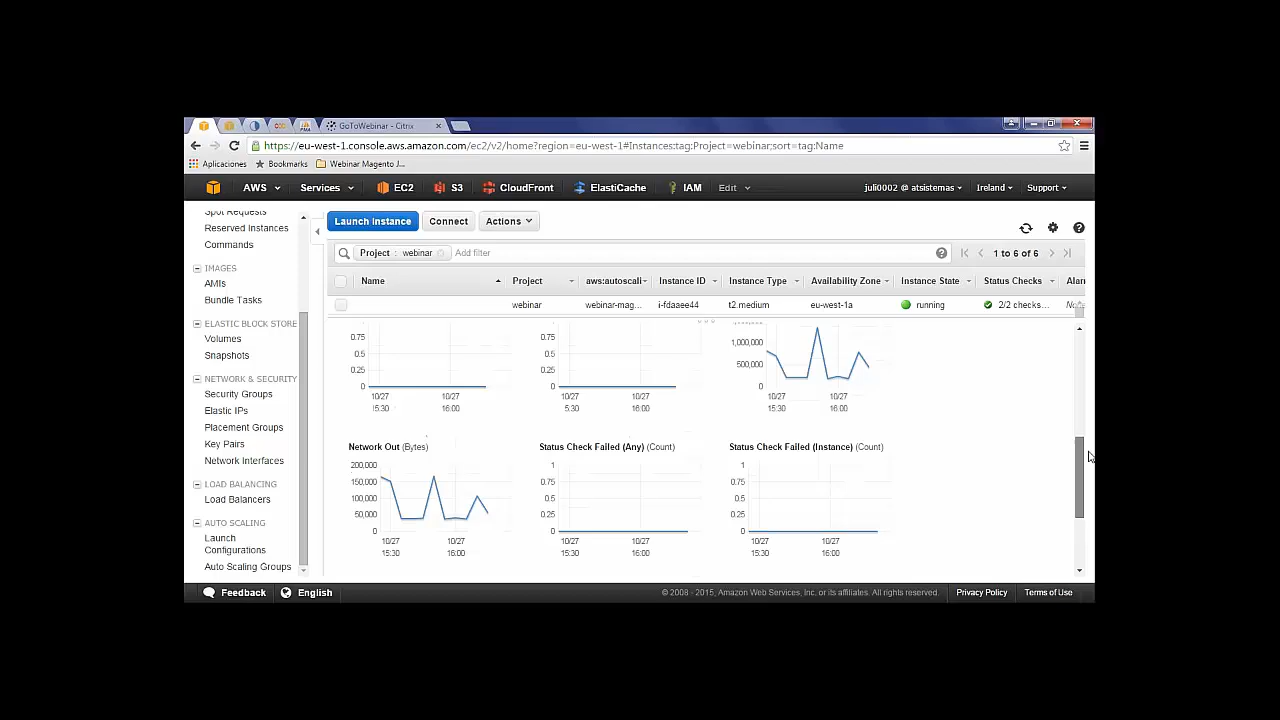 GoToWebinar - Citrix
https://eu-west-1.console.aws.amazon.com/ec2/v2/home?region=eu-west-1#Instances:tag:Project=webinar;sort=tag:Name
Aplicaciones Bookmarks Webinar Magento J...
AWS Services EC2 S3 CloudFront ElastiCache IAM Edit juli0002 @ atsistemas Ireland Support
Spot Requests
Reserved Instances
Commands
IMAGES
AMIs
Bundle Tasks
ELASTIC BLOCK STORE
Volumes
Snapshots
NETWORK & SECURITY
Security Groups
Elastic IPs
Placement Groups
Key Pairs
Network Interfaces
LOAD BALANCING
Load Balancers
AUTO SCALING
Launch
Configurations
Auto Scaling Groups
Launch Instance Connect Actions
Project : webinar Add filter 1 to 6 of 6
Name Project aws:autoscali Instance ID Instance Type Availability Zone Instance State Status Checks Alarm
webinar webinar-mag... i-fdaaee44 t2.medium eu-west-1a running 2/2 checks...
0.75 0.75 1,000,000
0.5 0.5 500,000
0.25 0.25
0 0 0
10/27 10/27 10/27 10/27 10/27 10/27
15:30 16:00 5:30 16:00 15:30 16:00
Network Out (Bytes) Status Check Failed (Any) (Count) Status Check Failed (Instance) (Count)
200,000 1 1
150,000 0.75 0.75
100,000 0.5 0.5
50,000 0.25 0.25
0 0 0
10/27 10/27 10/27 10/27 10/27 10/27
15:30 16:00 15:30 16:00 15:30 16:00
Feedback English © 2008 - 2015, Amazon Web Services, Inc. or its affiliates. All rights reserved. Privacy Policy Terms of Use